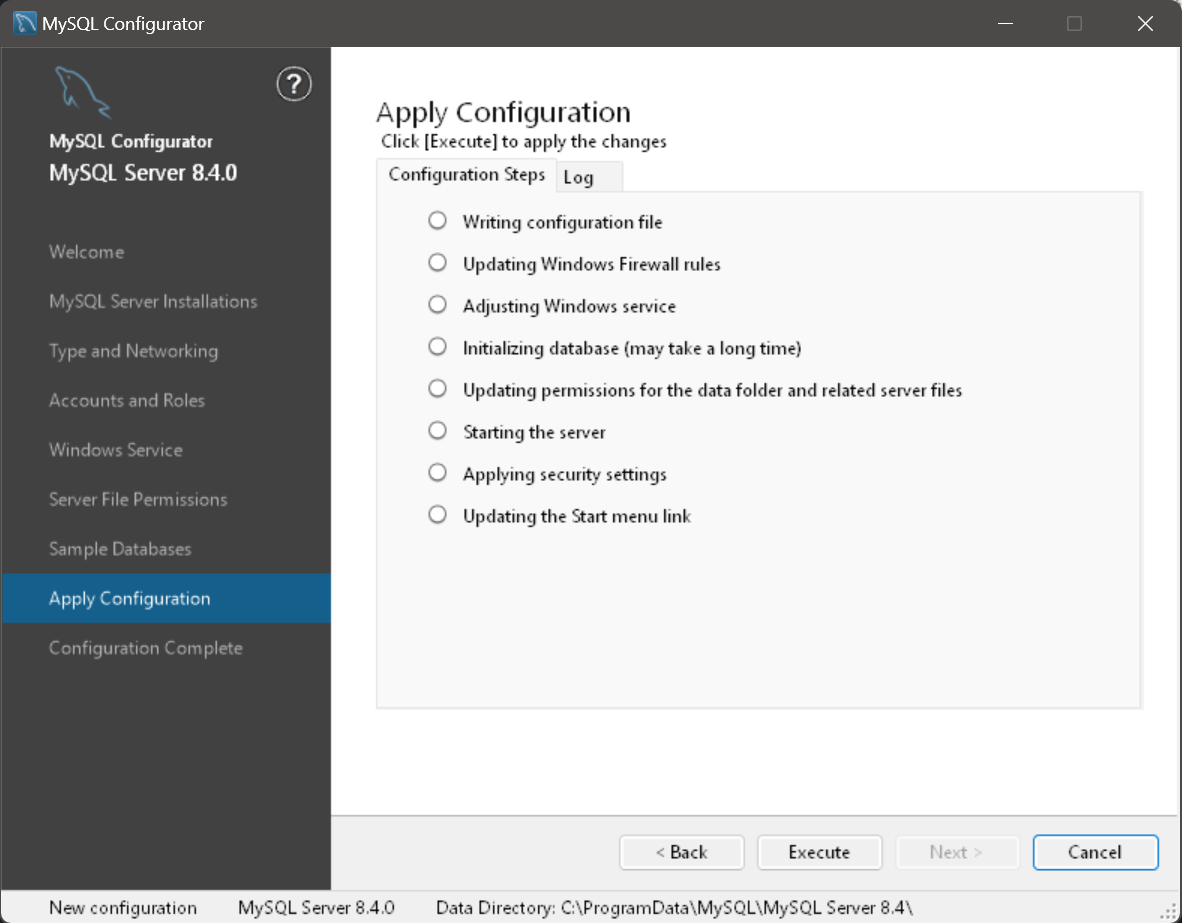 MySQL Configurator
?
MySQL Configurator
MySQL Server 8.4.0
Welcome
MySQL Server Installations
Type and Networking
Accounts and Roles
Windows Service
Server File Permissions
Sample Databases
Apply Configuration
Configuration Complete
Apply Configuration
Click [Execute] to apply the changes
Configuration Steps Log
Writing configuration file
Updating Windows Firewall rules
Adjusting Windows service
Initializing database (may take a long time)
Updating permissions for the data folder and related server files
Starting the server
Applying security settings
Updating the Start menu link
< Back Execute Next > Cancel
New configuration MySQL Server 8.4.0 Data Directory: C:\ProgramData\MySQL\MySQL Server 8.4\